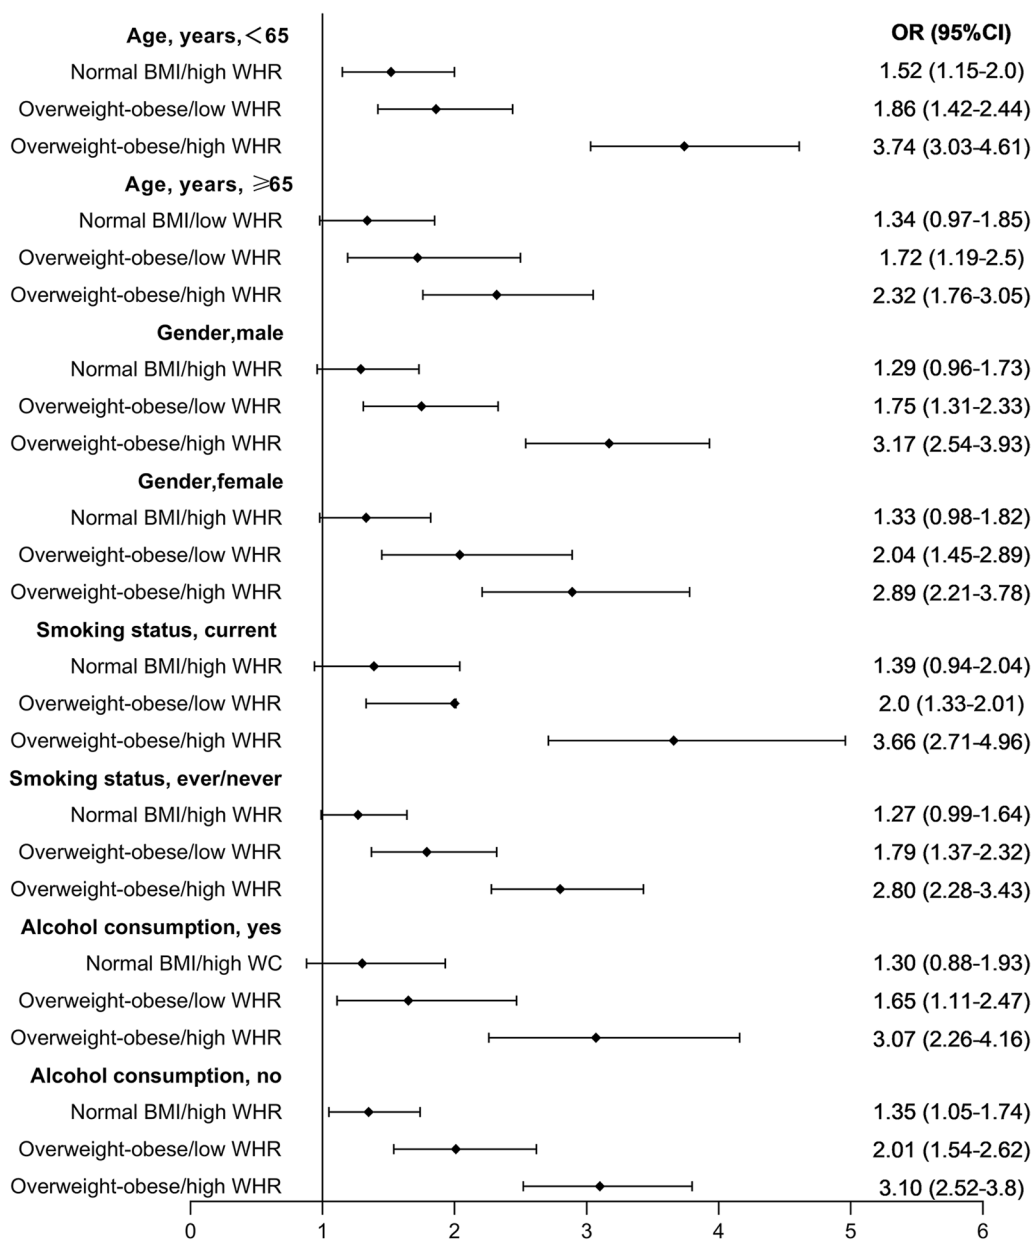 Age, years,<65 OR (95%CI)
Normal BMI/high WHR 1.52 (1.15-2.0)
Overweight-obese/low WHR 1.86 (1.42-2.44)
Overweight-obese/high WHR 3.74 (3.03-4.61)
Age, years, ⩾65
Normal BMI/low WHR 1.34 (0.97-1.85)
Overweight-obese/low WHR 1.72 (1.19-2.5)
Overweight-obese/high WHR 2.32 (1.76-3.05)
Gender,male
Normal BMI/high WHR 1.29 (0.96-1.73)
Overweight-obese/low WHR 1.75 (1.31-2.33)
Overweight-obese/high WHR 3.17 (2.54-3.93)
Gender,female
Normal BMI/high WHR 1.33 (0.98-1.82)
Overweight-obese/low WHR 2.04 (1.45-2.89)
Overweight-obese/high WHR 2.89 (2.21-3.78)
Smoking status, current
Normal BMI/high WHR 1.39 (0.94-2.04)
Overweight-obese/low WHR 2.0 (1.33-2.01)
Overweight-obese/high WHR 3.66 (2.71-4.96)
Smoking status, ever/never
Normal BMI/high WHR 1.27 (0.99-1.64)
Overweight-obese/low WHR 1.79 (1.37-2.32)
Overweight-obese/high WHR 2.80 (2.28-3.43)
Alcohol consumption, yes
Normal BMI/high WC 1.30 (0.88-1.93)
Overweight-obese/low WHR 1.65 (1.11-2.47)
Overweight-obese/high WHR 3.07 (2.26-4.16)
Alcohol consumption, no
Normal BMI/high WHR 1.35 (1.05-1.74)
Overweight-obese/low WHR 2.01 (1.54-2.62)
Overweight-obese/high WHR 3.10 (2.52-3.8)
0 1 2 3 4 5 6